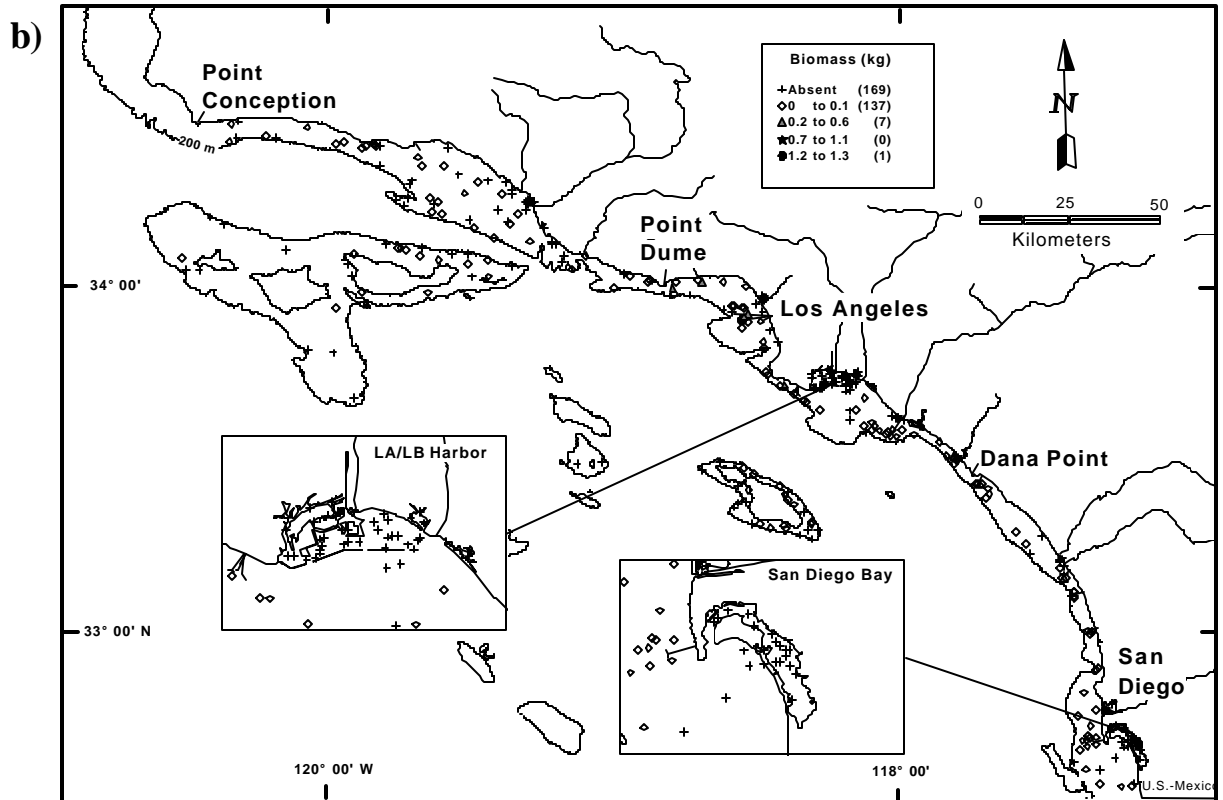 b)
Point
Conception
200 m
Biomass (kg)
Absent (169)
0 to 0.1 (137)
0.2 to 0.6 (7)
0.7 to 1.1 (0)
1.2 to 1.3 (1)
N
0 25 50
Kilometers
Point
Dume
34° 00'
Los Angeles
LA/LB Harbor
Dana Point
San Diego Bay
33° 00' N
San
Diego
120° 00' W
118° 00'
U.S.-Mexico